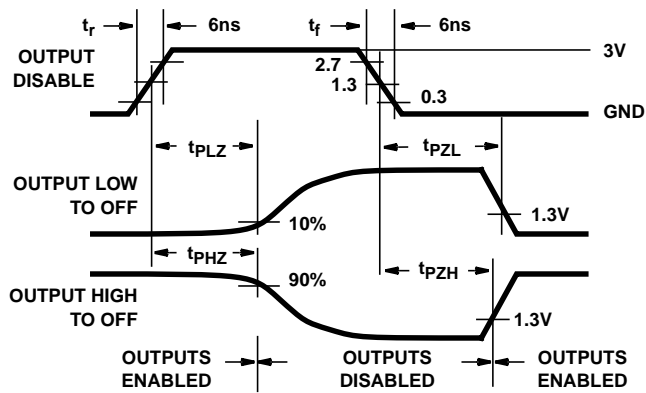 tr 6ns tf 6ns
OUTPUT
DISABLE
2.7
1.3
0.3
3V
GND
tPLZ tPZL
OUTPUT LOW
TO OFF
10%
1.3V
tPHZ tPZH
OUTPUT HIGH
TO OFF
90%
1.3V
OUTPUTS
ENABLED
OUTPUTS
DISABLED
OUTPUTS
ENABLED